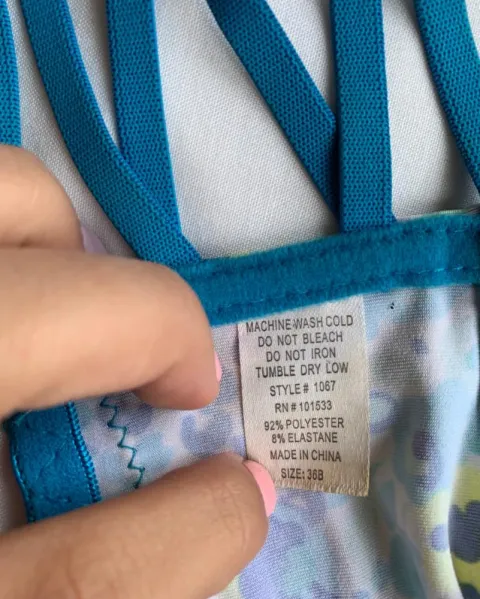 MACHINE WASH COLD
DO NOT BLEACH
DO NOT IRON
TUMBLE DRY LOW
STYLE# 1067
RN # 101533
92% POLYESTER
8% ELASTANE
MADE IN CHINA
SIZE: 36B